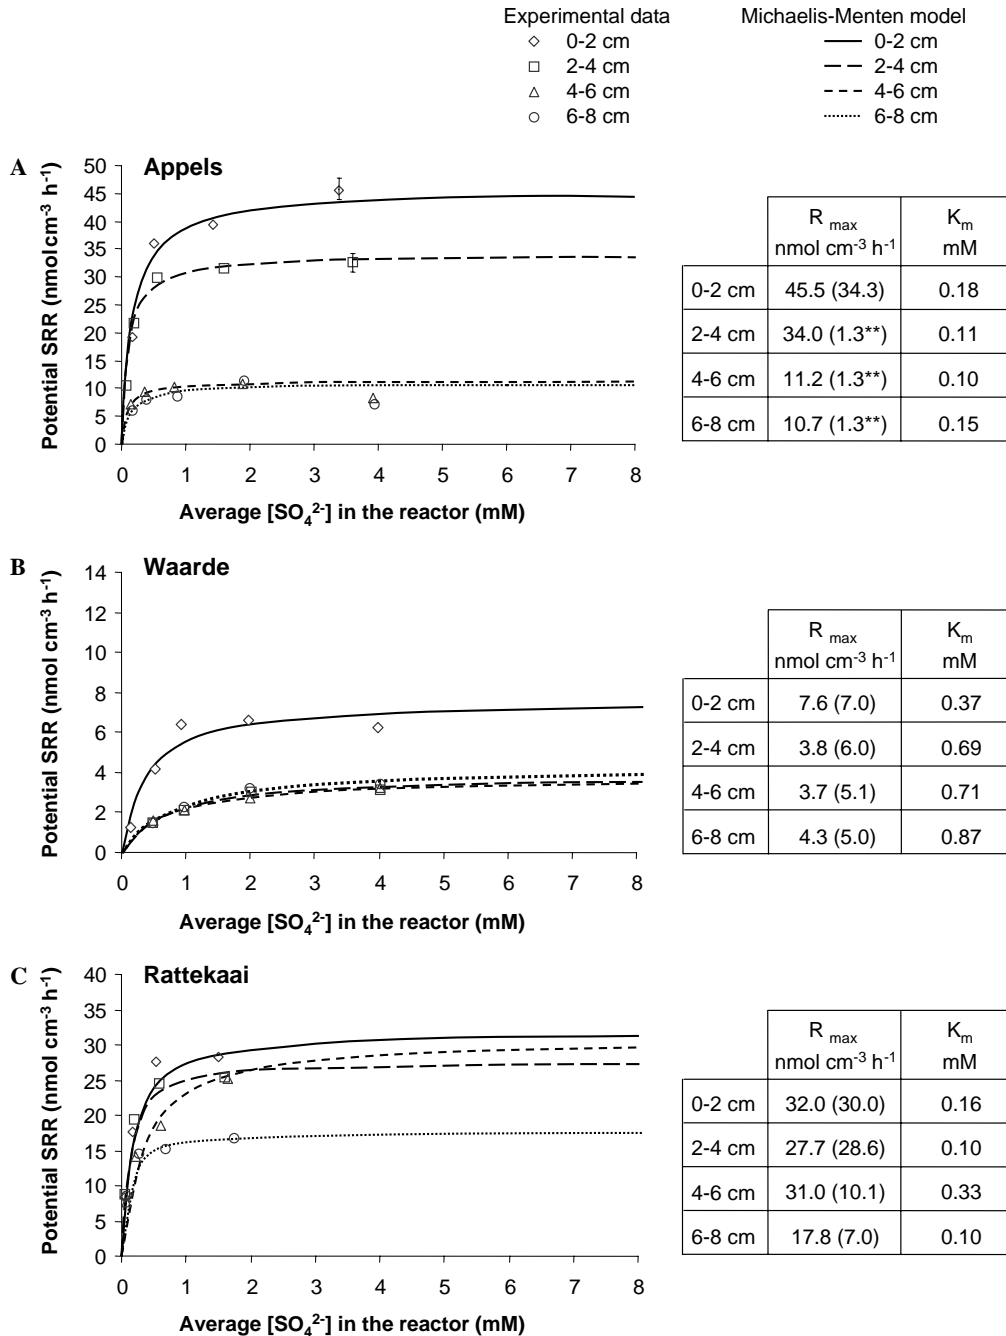 Experimental data
0-2 cm
2-4 cm
4-6 cm
6-8 cm
Michaelis-Menten model
0-2 cm
2-4 cm
4-6 cm
6-8 cm
A
Appels
Potential SRR (nmol cm-3 h-1)
50
45
40
35
30
25
20
15
10
5
0
0 1 2 3 4 5 6 7 8
Average [SO4 2-] in the reactor (mM)
R max Km
nmol cm-3 h-1 mM
0-2 cm 45.5 (34.3) 0.18
2-4 cm 34.0 (1.3**) 0.11
4-6 cm 11.2 (1.3**) 0.10
6-8 cm 10.7 (1.3**) 0.15
B
Waarde
Potential SRR (nmol cm-3 h-1)
14
12
10
8
6
4
2
0
0 1 2 3 4 5 6 7 8
Average [SO4 2-] in the reactor (mM)
R max Km
nmol cm-3 h-1 mM
0-2 cm 7.6 (7.0) 0.37
2-4 cm 3.8 (6.0) 0.69
4-6 cm 3.7 (5.1) 0.71
6-8 cm 4.3 (5.0) 0.87
C
Rattekaai
Potential SRR (nmol cm-3 h-1)
40
35
30
25
20
15
10
5
0
0 1 2 3 4 5 6 7 8
Average [SO4 2-] in the reactor (mM)
R max Km
nmol cm-3 h-1 mM
0-2 cm 32.0 (30.0) 0.16
2-4 cm 27.7 (28.6) 0.10
4-6 cm 31.0 (10.1) 0.33
6-8 cm 17.8 (7.0) 0.10